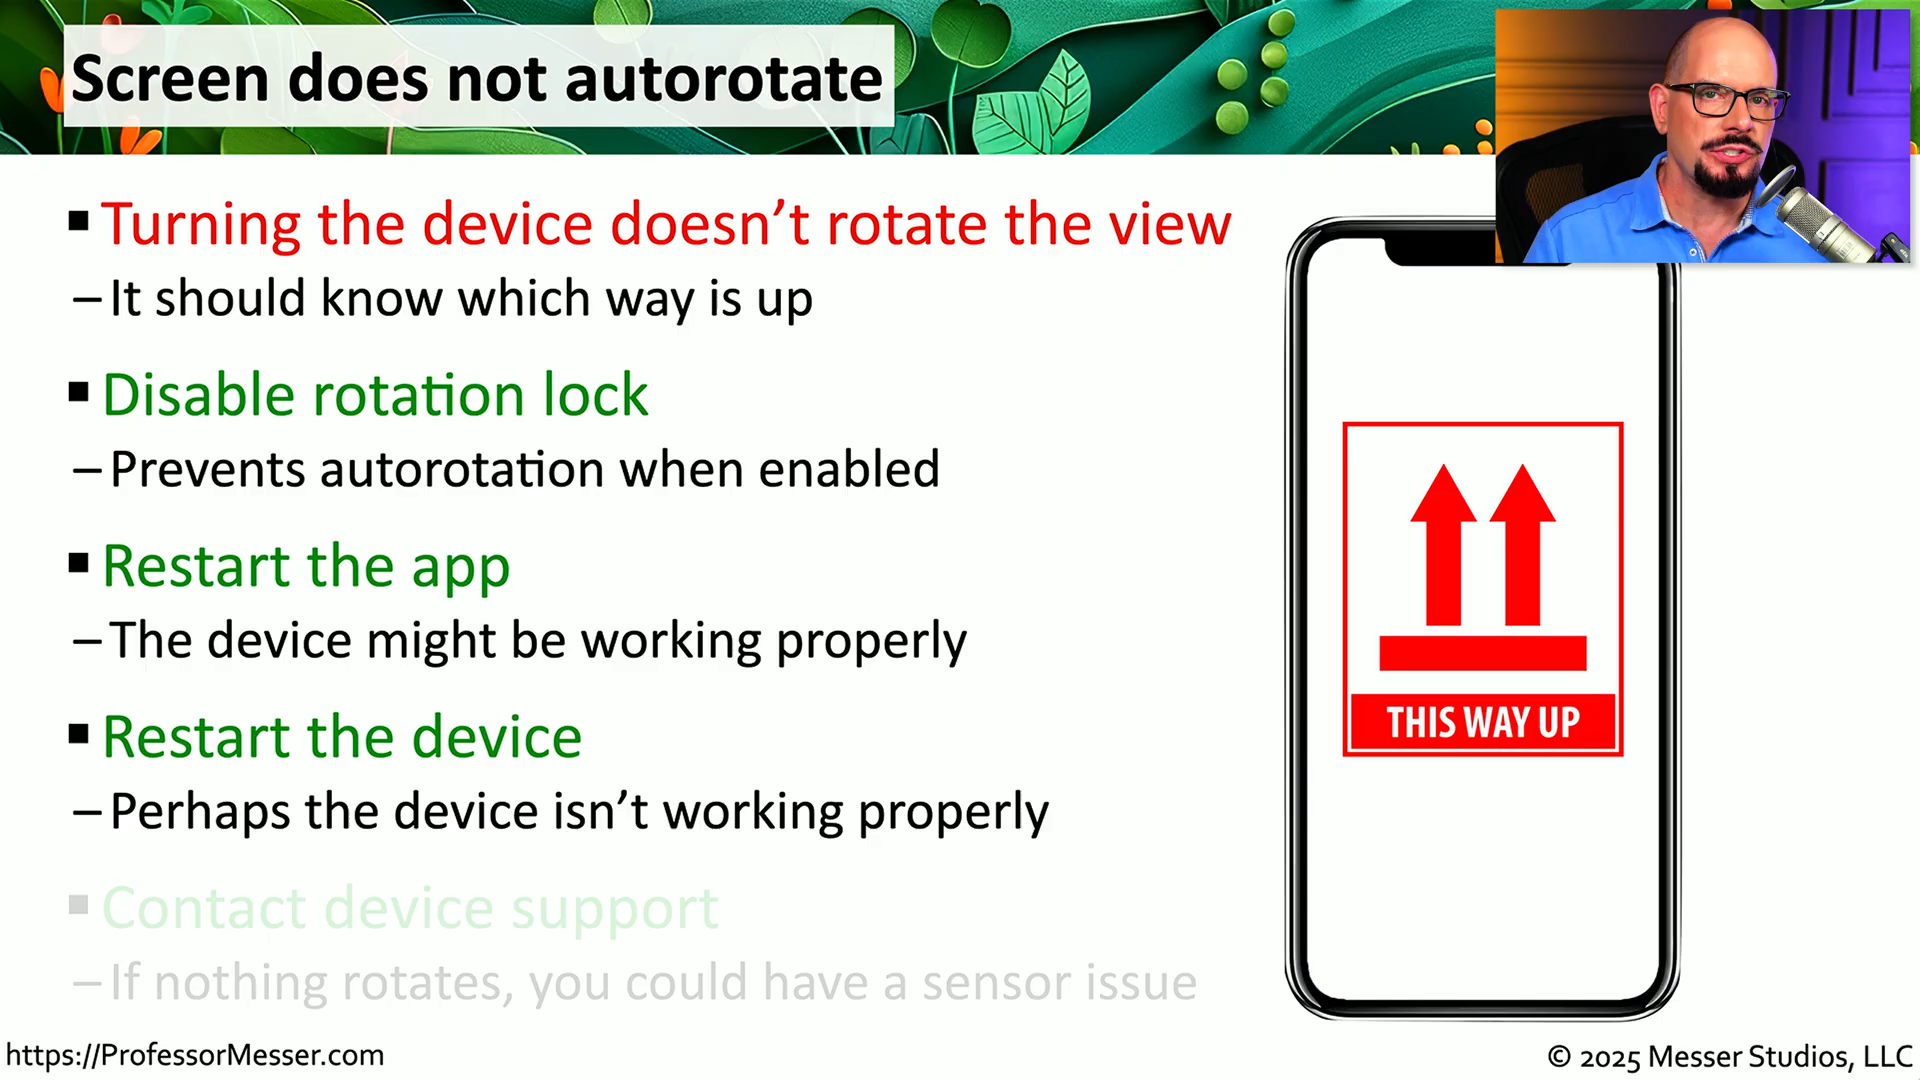 Screen does not autorotate
▪ Turning the device doesn’t rotate the view
– It should know which way is up
▪ Disable rotation lock
– Prevents autorotation when enabled
▪ Restart the app
– The device might be working properly
▪ Restart the device
– Perhaps the device isn’t working properly
▪ Contact device support
– If nothing rotates, you could have a sensor issue
THIS WAY UP
https://ProfessorMesser.com
© 2025 Messer Studios, LLC